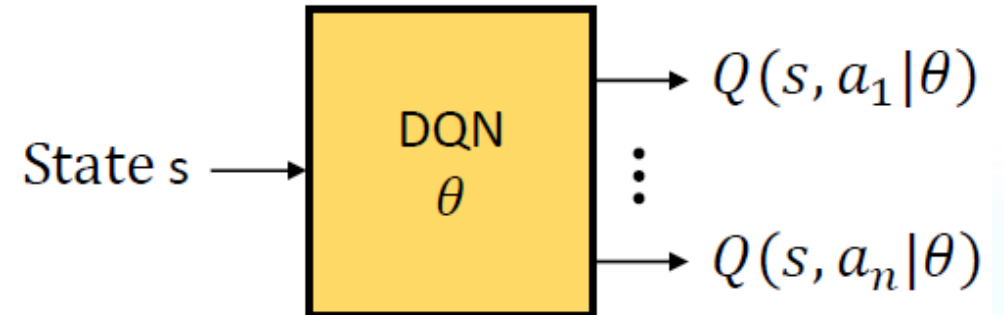 State s
DQN
θ
Q(s, a₁|θ)
⋮
Q(s, aₙ|θ)